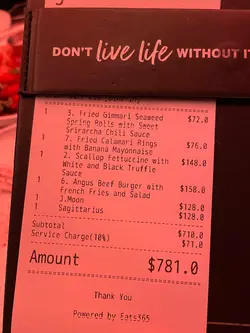 DON'T live life WITHOUT I
1 3. Fried Gimmari Seaweed $72.0
Spring Rolls with Sweet
Srirarcha Chili Sauce
1 7. Fried Calamari Rings $76.0
with Banana Mayonnaise
1 2. Scallop Fettuccine with $148.0
White and Black Truffle
Sauce
1 6. Angus Beef Burger with $158.0
French Fries and Salad
1 J.Moon $128.0
1 Sagittarius $128.0
Subtotal $710.0
Service Charge(10%) $71.0
Amount $781.0
Thank You
Powered by Eats365